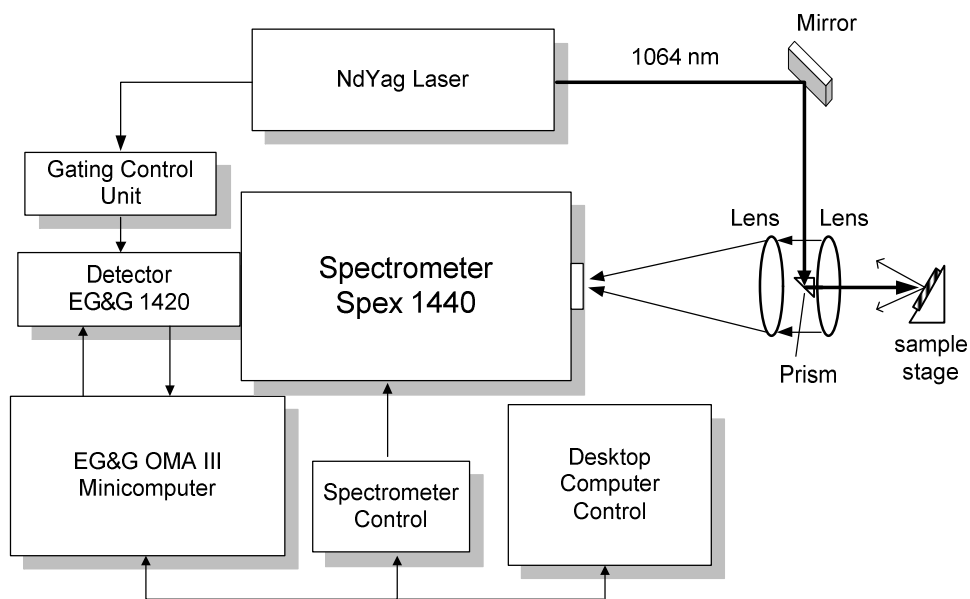 Mirror
1064 nm
NdYag Laser
Gating Control
Unit
Lens
Lens
Detector
EG&G 1420
Spectrometer
Spex 1440
sample
stage
Prism
EG&G OMA III
Minicomputer
Spectrometer
Control
Desktop
Computer
Control